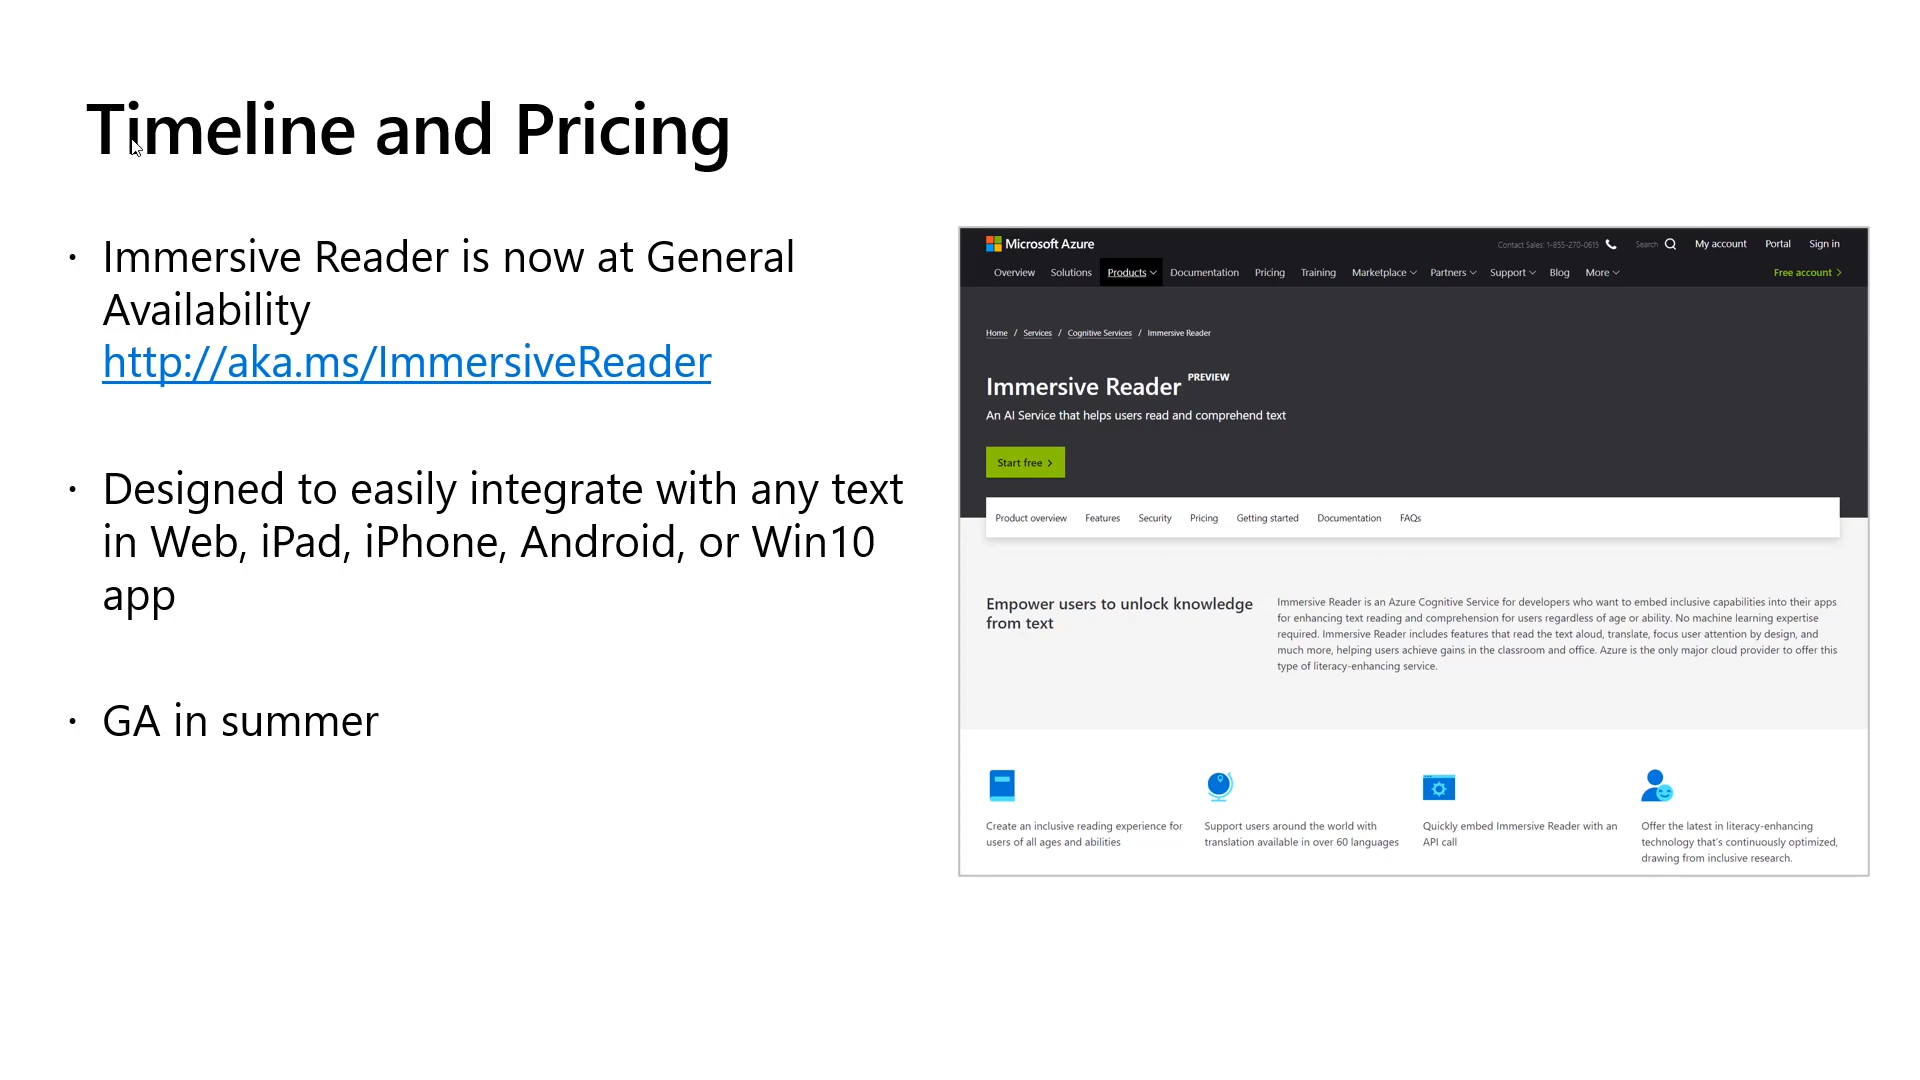 Timeline and Pricing
· Immersive Reader is now at General
Availability
http://aka.ms/ImmersiveReader
· Designed to easily integrate with any text
in Web, iPad, iPhone, Android, or Win10
app
· GA in summer
Microsoft Azure
Contact Sales: 1-855-270-0615 Search My account Portal Sign in
Overview Solutions Products Documentation Pricing Training Marketplace Partners Support Blog More Free account
Home / Services / Cognitive Services / Immersive Reader
Immersive Reader PREVIEW
An AI Service that helps users read and comprehend text
Start free
Product overview Features Security Pricing Getting started Documentation FAQs
Empower users to unlock knowledge
from text
Immersive Reader is an Azure Cognitive Service for developers who want to embed inclusive capabilities into their apps
for enhancing text reading and comprehension for users regardless of age or ability. No machine learning expertise
required. Immersive Reader includes features that read the text aloud, translate, focus user attention by design, and
much more, helping users achieve gains in the classroom and office. Azure is the only major cloud provider to offer this
type of literacy-enhancing service.
Create an inclusive reading experience for
users of all ages and abilities
Support users around the world with
translation available in over 60 languages
Quickly embed Immersive Reader with an
API call
Offer the latest in literacy-enhancing
technology that's continuously optimized,
drawing from inclusive research.